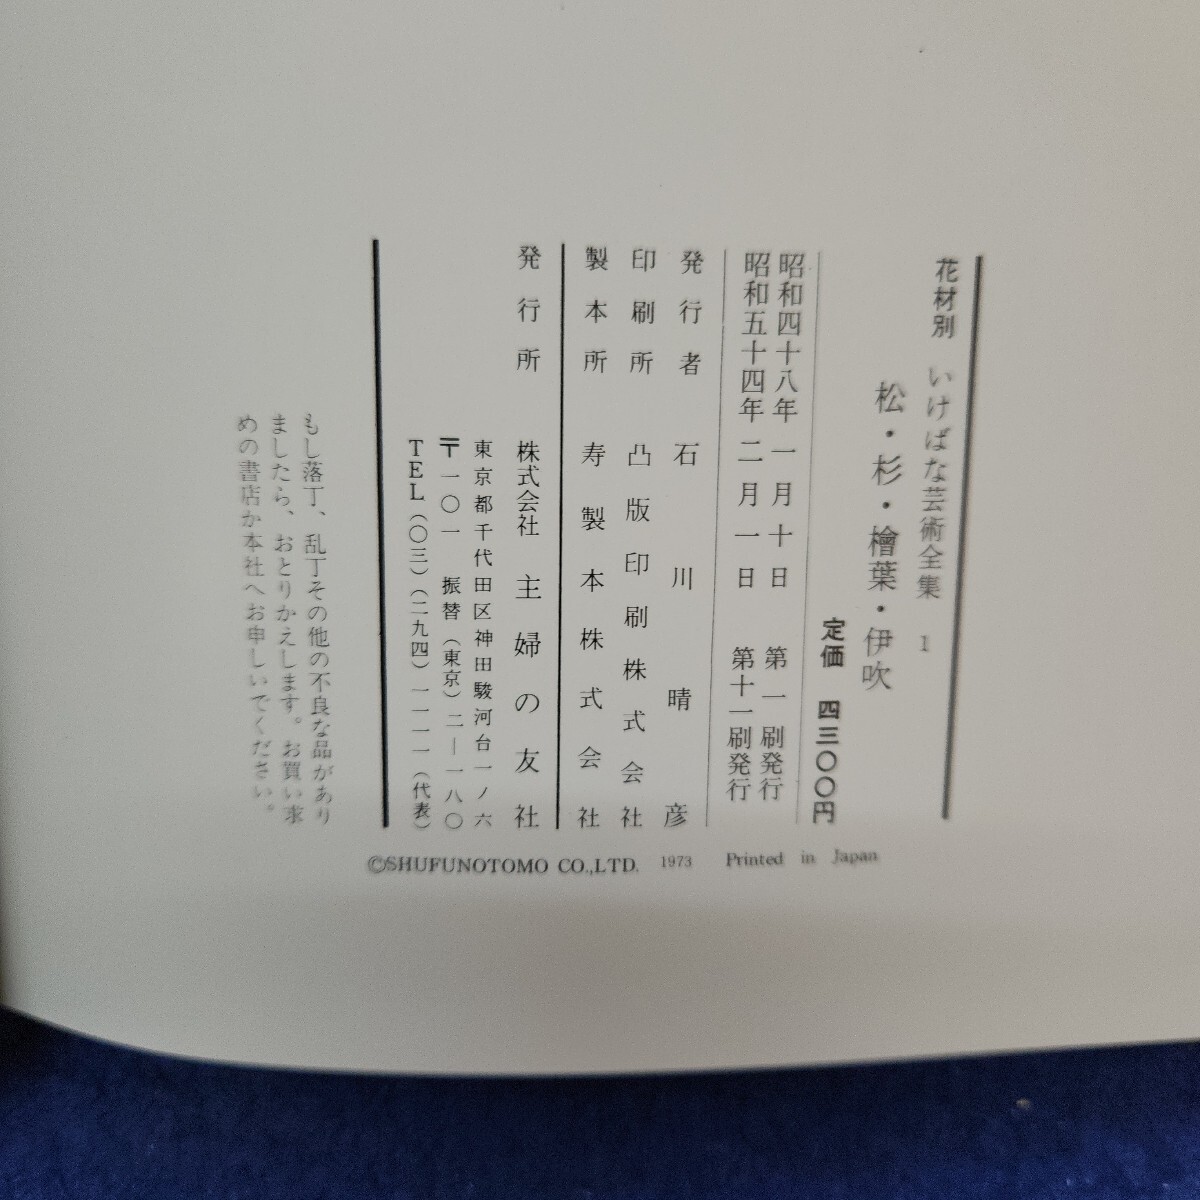 花材別 いけばな芸術全集 1
松・杉・檜葉・伊吹
定価 四三〇〇円
昭和四十八年 一月十日 第一刷発行
昭和五十四年 二月一日 第十一刷発行
発行者 石川晴彦
印刷所 凸版印刷株式会社
製本所 寿製本株式会社
発行所 株式会社 主婦の友社
東京都千代田区神田駿河台一ノ六
〒一〇一 振替(東京)二―一八〇
TEL(〇三)(二九四)一一一一(代表)
もし落丁、乱丁その他の不良な品があり
ましたら、おとりかえします。お買い求
めの書店か本社へお申しいでください。
©SHUFUNOTOMO CO.,LTD. 1973 Printed in Japan